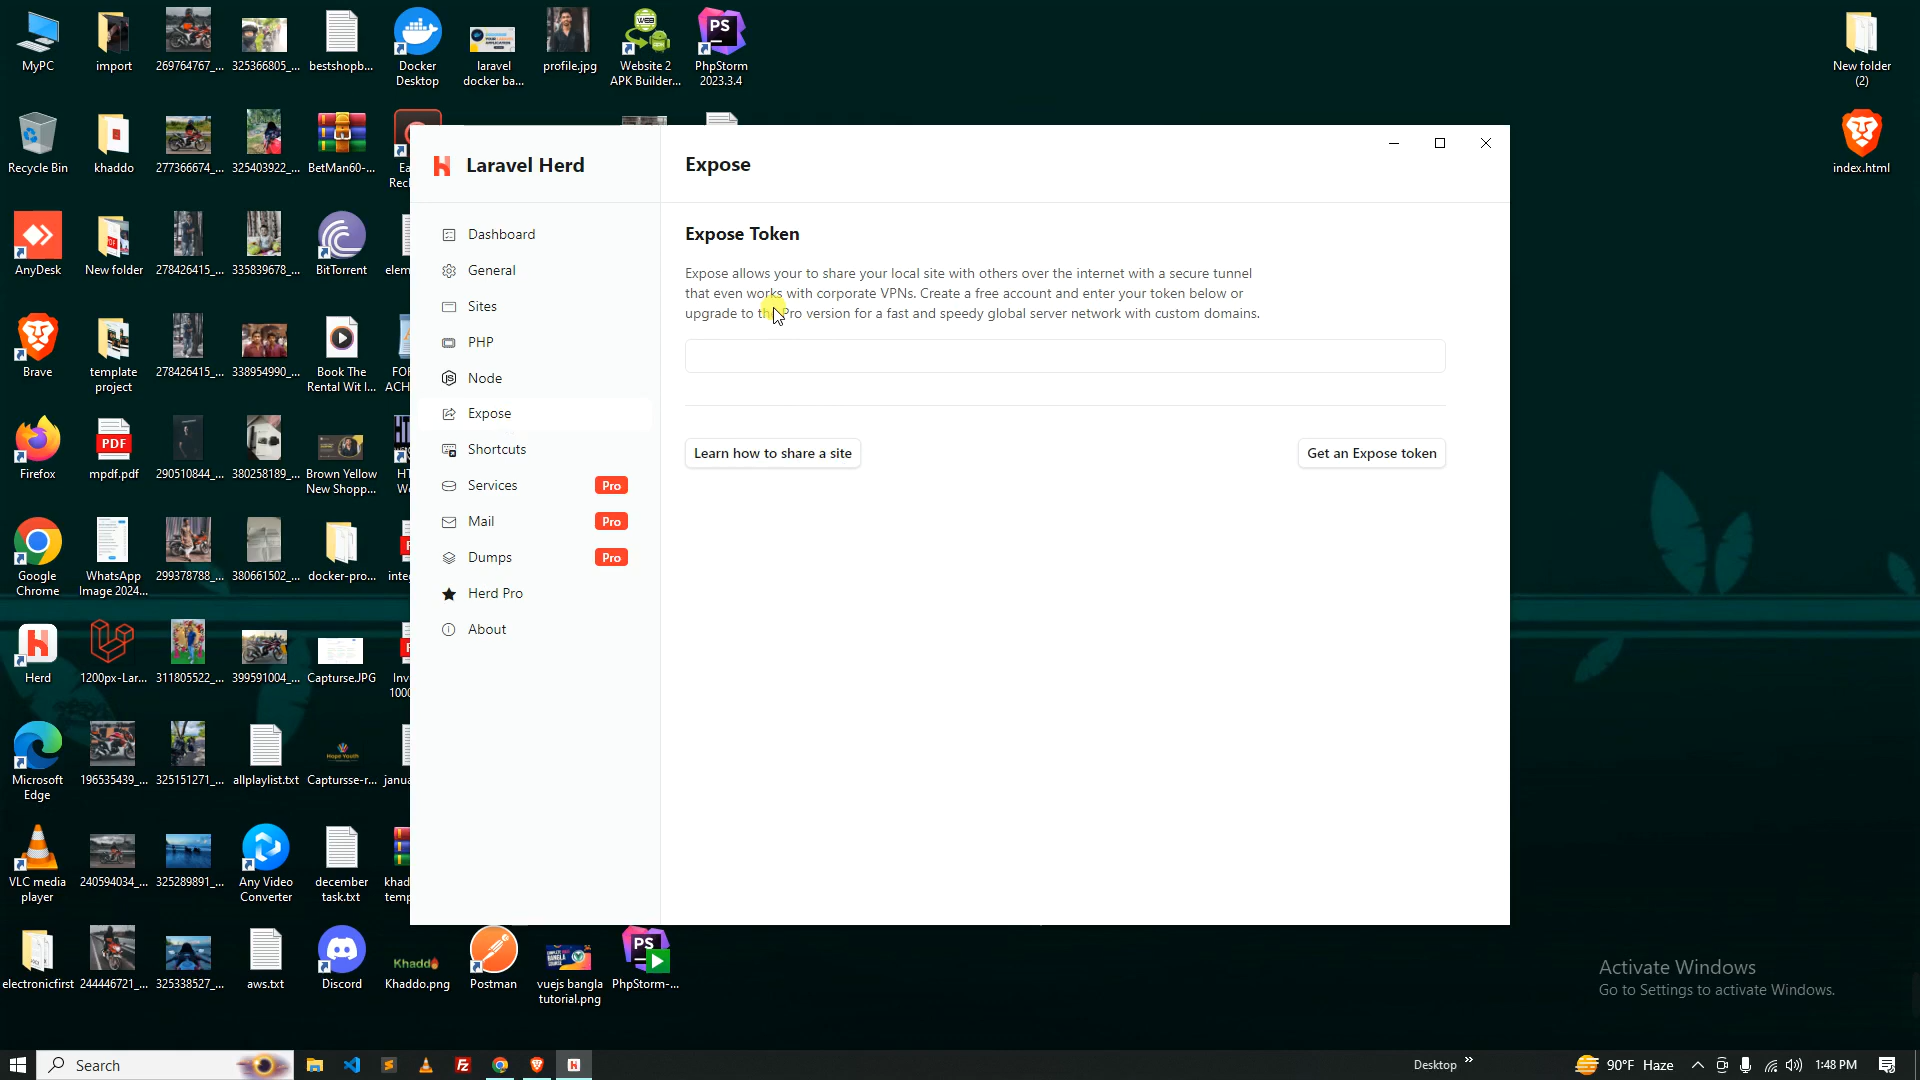 MyPC
import
269764767_...
325366805_...
bestshopb...
Docker
Desktop
laravel
docker ba...
profile.jpg
Website 2
APK Builder...
PhpStorm
2023.3.4
New folder
(2)
Recycle Bin
khaddo
277366674_...
325403922_...
BetMan60-...
index.html
AnyDesk
New folder
278426415_...
335839678_...
BitTorrent
Brave
template
project
278426415_...
338954990_...
Book The
Rental Wit I...
Firefox
mpdf.pdf
290510844_...
380258189_...
Brown Yellow
New Shopp...
Google
Chrome
WhatsApp
Image 2024...
299378788_...
380661502_...
docker-pro...
Herd
1200px-Lar...
311805522_...
399591004_...
Capturse.JPG
Microsoft
Edge
196535439_...
325151271_...
allplaylist.txt
Captursse-r...
VLC media
player
240594034_...
325289891_...
Any Video
Converter
december
task.txt
electronicfirst
244446721_...
325338527_...
aws.txt
Discord
Khaddo.png
Postman
vuejs bangla
tutorial.png
PhpStorm-...
Laravel Herd
Dashboard
General
Sites
PHP
Node
Expose
Shortcuts
Services Pro
Mail Pro
Dumps Pro
Herd Pro
About
Expose
Expose Token
Expose allows your to share your local site with others over the internet with a secure tunnel
that even works with corporate VPNs. Create a free account and enter your token below or
upgrade to the Pro version for a fast and speedy global server network with custom domains.
Learn how to share a site
Get an Expose token
Activate Windows
Go to Settings to activate Windows.
Search
Desktop
90°F Haze
1:48 PM